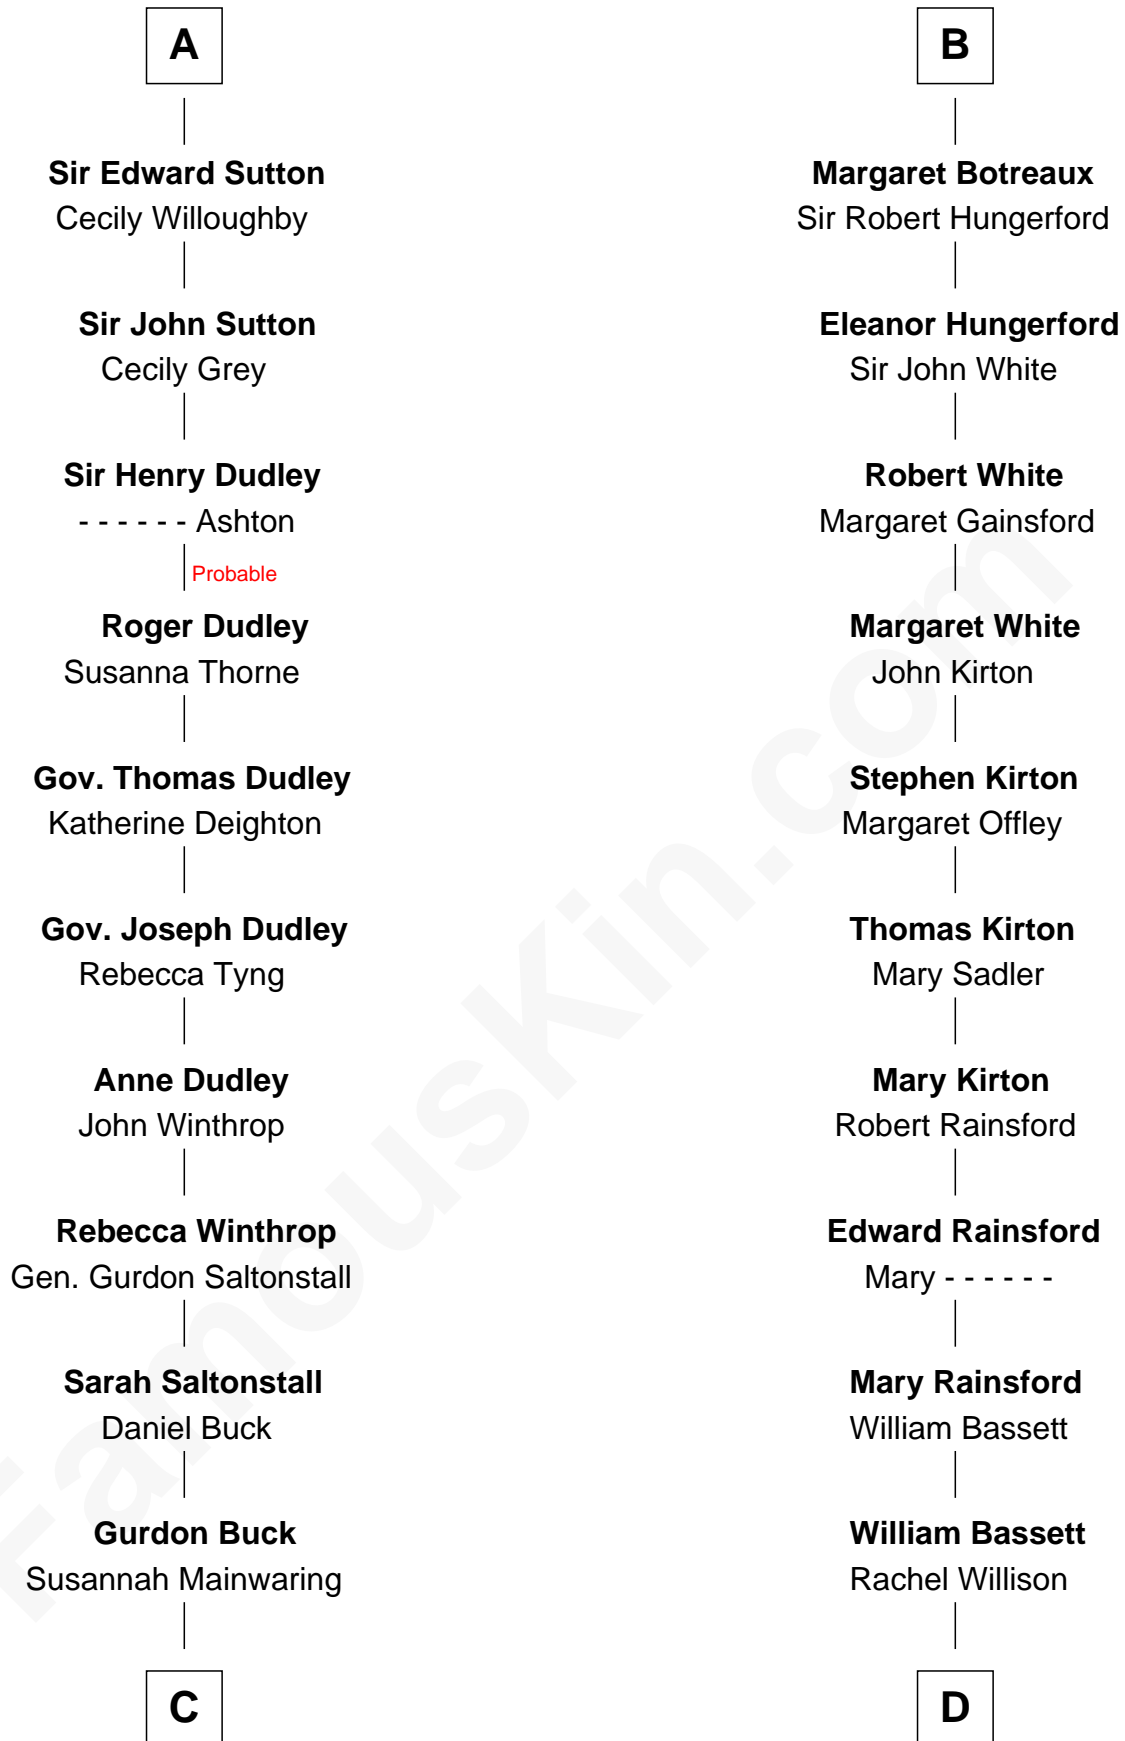 A
Sir Edward Sutton
Cecily Willoughby
Sir John Sutton
Cecily Grey
Sir Henry Dudley
- - - - - - Ashton
Probable
Roger Dudley
Susanna Thorne
Gov. Thomas Dudley
Katherine Deighton
Gov. Joseph Dudley
Rebecca Tyng
Anne Dudley
John Winthrop
Rebecca Winthrop
Gen. Gurdon Saltonstall
Sarah Saltonstall
Daniel Buck
Gurdon Buck
Susannah Mainwaring
C
B
Margaret Botreaux
Sir Robert Hungerford
Eleanor Hungerford
Sir John White
Robert White
Margaret Gainsford
Margaret White
John Kirton
Stephen Kirton
Margaret Offley
Thomas Kirton
Mary Sadler
Mary Kirton
Robert Rainsford
Edward Rainsford
Mary - - - - - -
Mary Rainsford
William Bassett
William Bassett
Rachel Willison
D
FamousKin.com